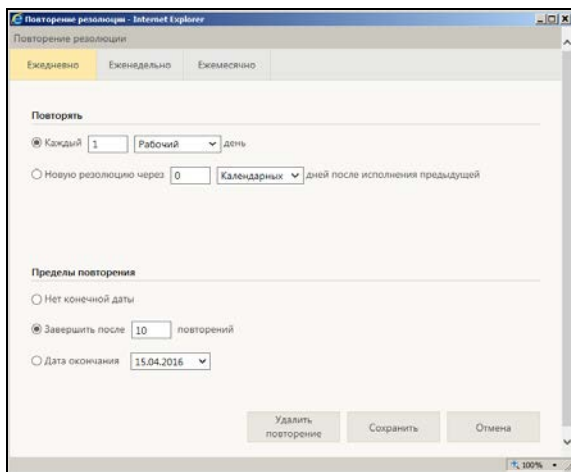 Повторение резолюции - Internet Explorer
Повторение резолюции
Ежедневно Еженедельно Ежемесячно
Повторять
Каждый 1 Рабочий день
Новую резолюцию через 0 Календарных дней после исполнения предыдущей
Пределы повторения
Нет конечной даты
Завершить после 10 повторений
Дата окончания 15.04.2016
Удалить повторение Сохранить Отмена
100%